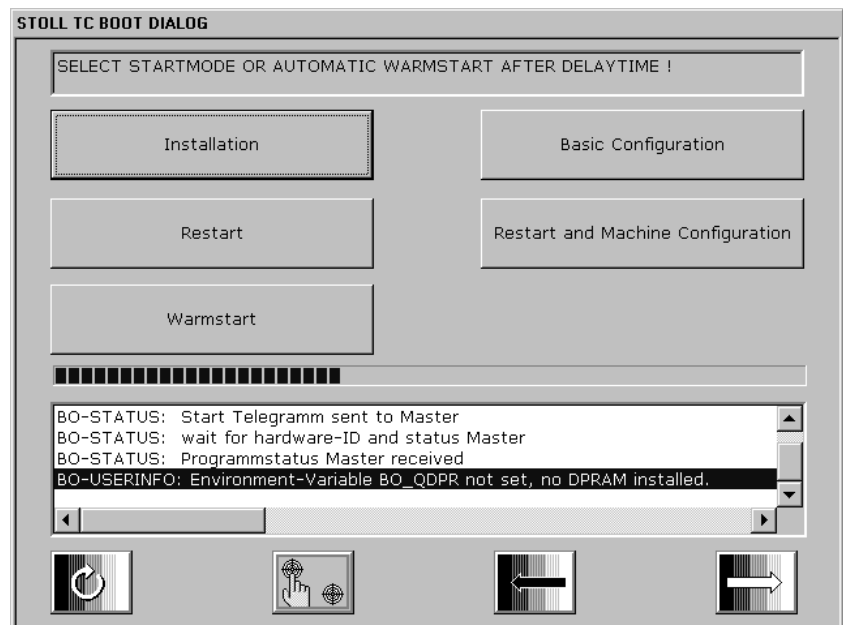 STOLL TC BOOT DIALOG
SELECT STARTMODE OR AUTOMATIC WARMSTART AFTER DELAYTIME !
Installation
Basic Configuration
Restart
Restart and Machine Configuration
Warmstart
BO-STATUS: Start Telegramm sent to Master
BO-STATUS: wait for hardware-ID and status Master
BO-STATUS: Programmstatus Master received
BO-USERINFO: Environment-Variable BO_QDPR not set, no DPRAM installed.